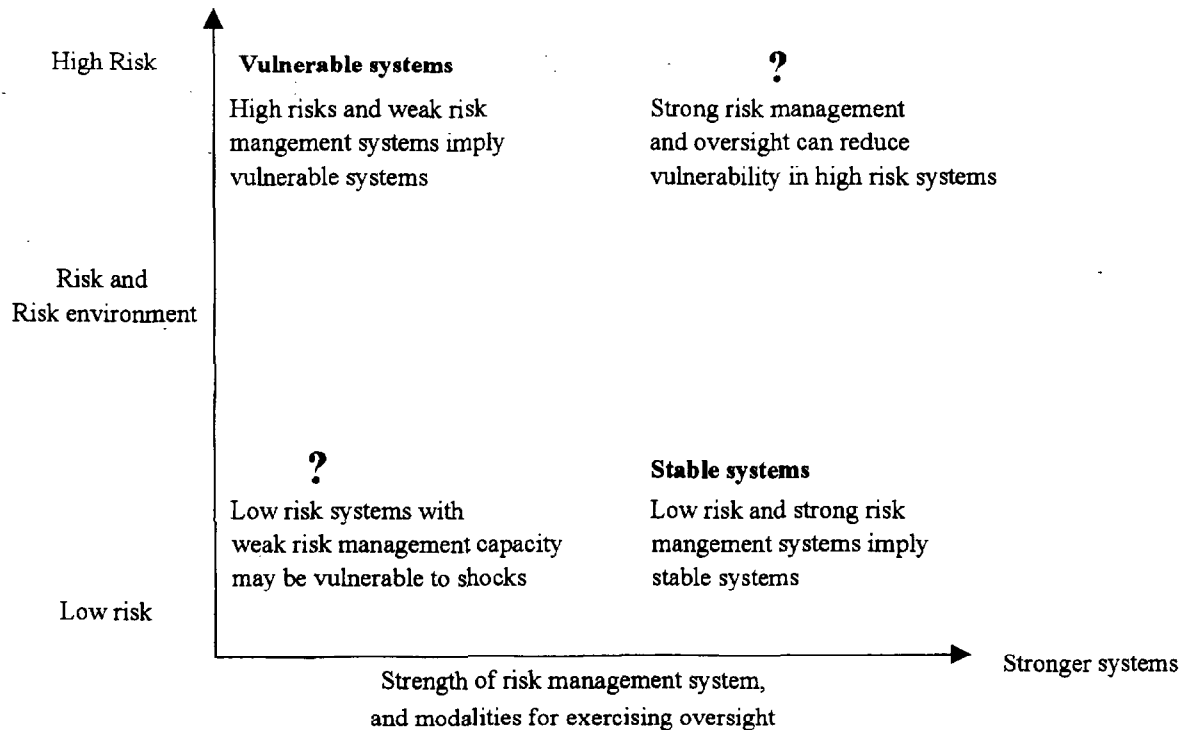 High Risk
Vulnerable systems
High risks and weak risk
mangement systems imply
vulnerable systems
?
Strong risk management
and oversight can reduce
vulnerability in high risk systems
Risk and
Risk environment
?
Low risk systems with
weak risk management capacity
may be vulnerable to shocks
Stable systems
Low risk and strong risk
mangement systems imply
stable systems
Low risk
Stronger systems
Strength of risk management system,
and modalities for exercising oversight